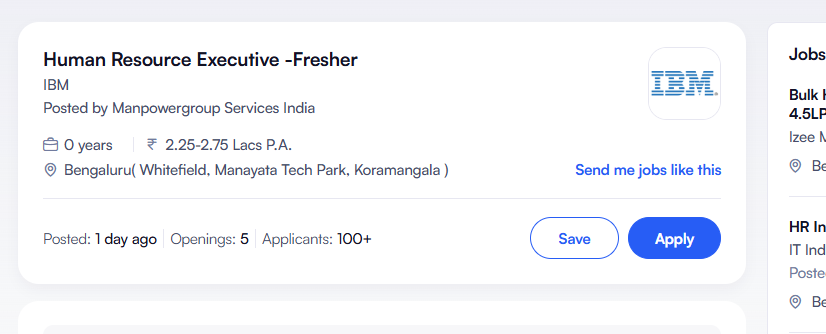 Human Resource Executive -Fresher
IBM
Posted by Manpowergroup Services India
IBM
0 years
₹ 2.25-2.75 Lacs P.A.
Bengaluru( Whitefield, Manayata Tech Park, Koramangala )
Send me jobs like this
Posted: 1 day ago
Openings: 5
Applicants: 100+
Save
Apply
Jobs
Bulk
4.5LP
Izee
HR In
IT Ind
Poste